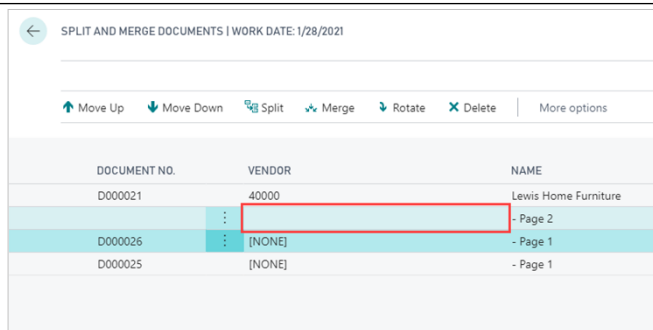 SPLIT AND MERGE DOCUMENTS | WORK DATE: 1/28/2021
Move Up Move Down Split Merge Rotate Delete More options
DOCUMENT NO. VENDOR NAME
D000021 40000 Lewis Home Furniture
- Page 2
D000026 [NONE] - Page 1
D000025 [NONE] - Page 1